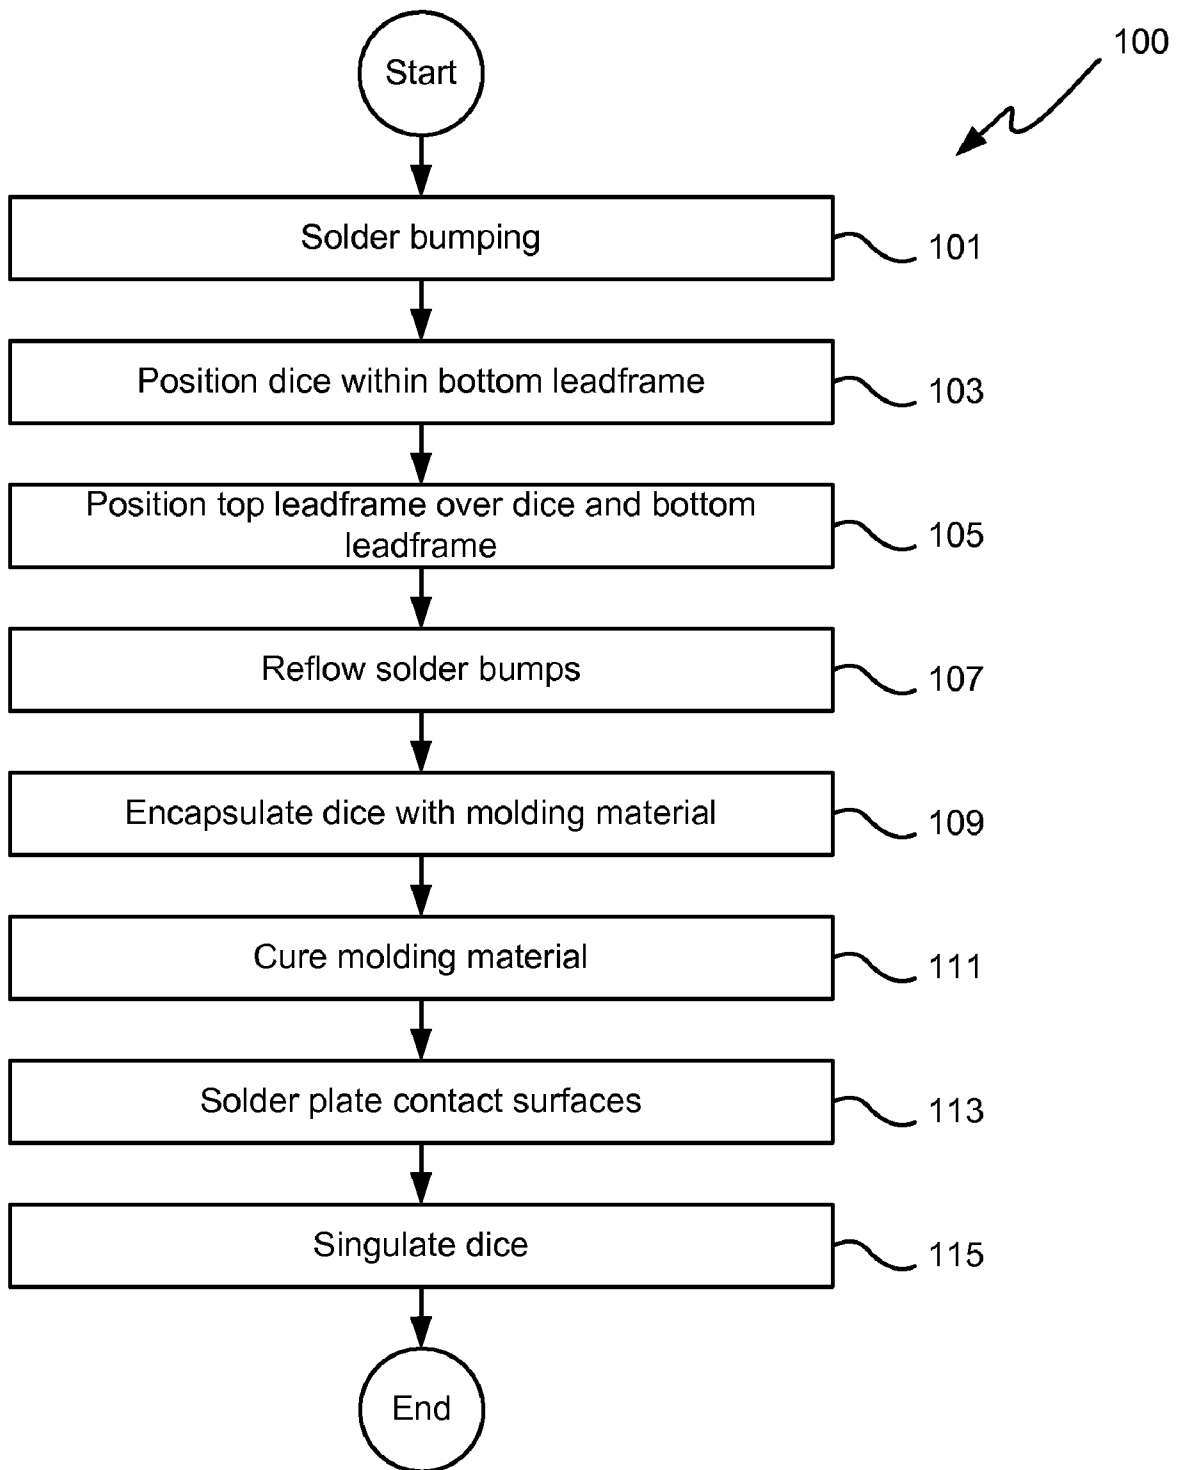 Start
100
Solder bumping
101
Position dice within bottom leadframe
103
Position top leadframe over dice and bottom
leadframe
105
Reflow solder bumps
107
Encapsulate dice with molding material
109
Cure molding material
111
Solder plate contact surfaces
113
Singulate dice
115
End